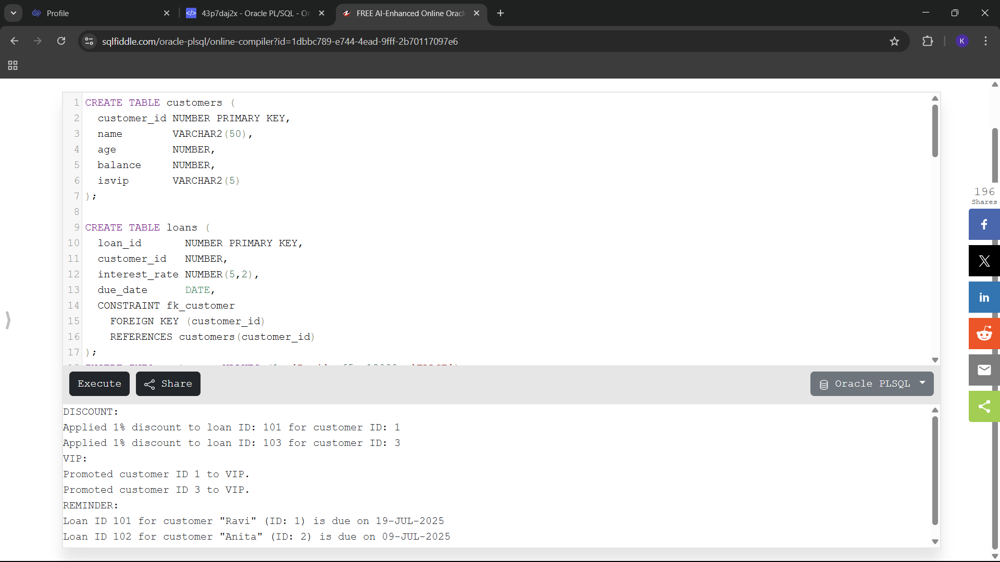 Profile
43p7daj2x - Oracle PL/SQL - Or
FREE AI-Enhanced Online Oracl
sqlfiddle.com/oracle-plsql/online-compiler?id=1dbbc789-e744-4ead-9fff-2b70117097e6
K
1 CREATE TABLE customers (
2 customer_id NUMBER PRIMARY KEY,
3 name VARCHAR2(50),
4 age NUMBER,
5 balance NUMBER,
6 isvip VARCHAR2(5)
7 );
8
9 CREATE TABLE loans (
10 loan_id NUMBER PRIMARY KEY,
11 customer_id NUMBER,
12 interest_rate NUMBER(5,2),
13 due_date DATE,
14 CONSTRAINT fk_customer
15 FOREIGN KEY (customer_id)
16 REFERENCES customers(customer_id)
17 );
196
Shares
Execute
Share
Oracle PLSQL
DISCOUNT:
Applied 1% discount to loan ID: 101 for customer ID: 1
Applied 1% discount to loan ID: 103 for customer ID: 3
VIP:
Promoted customer ID 1 to VIP.
Promoted customer ID 3 to VIP.
REMINDER:
Loan ID 101 for customer "Ravi" (ID: 1) is due on 19-JUL-2025
Loan ID 102 for customer "Anita" (ID: 2) is due on 09-JUL-2025